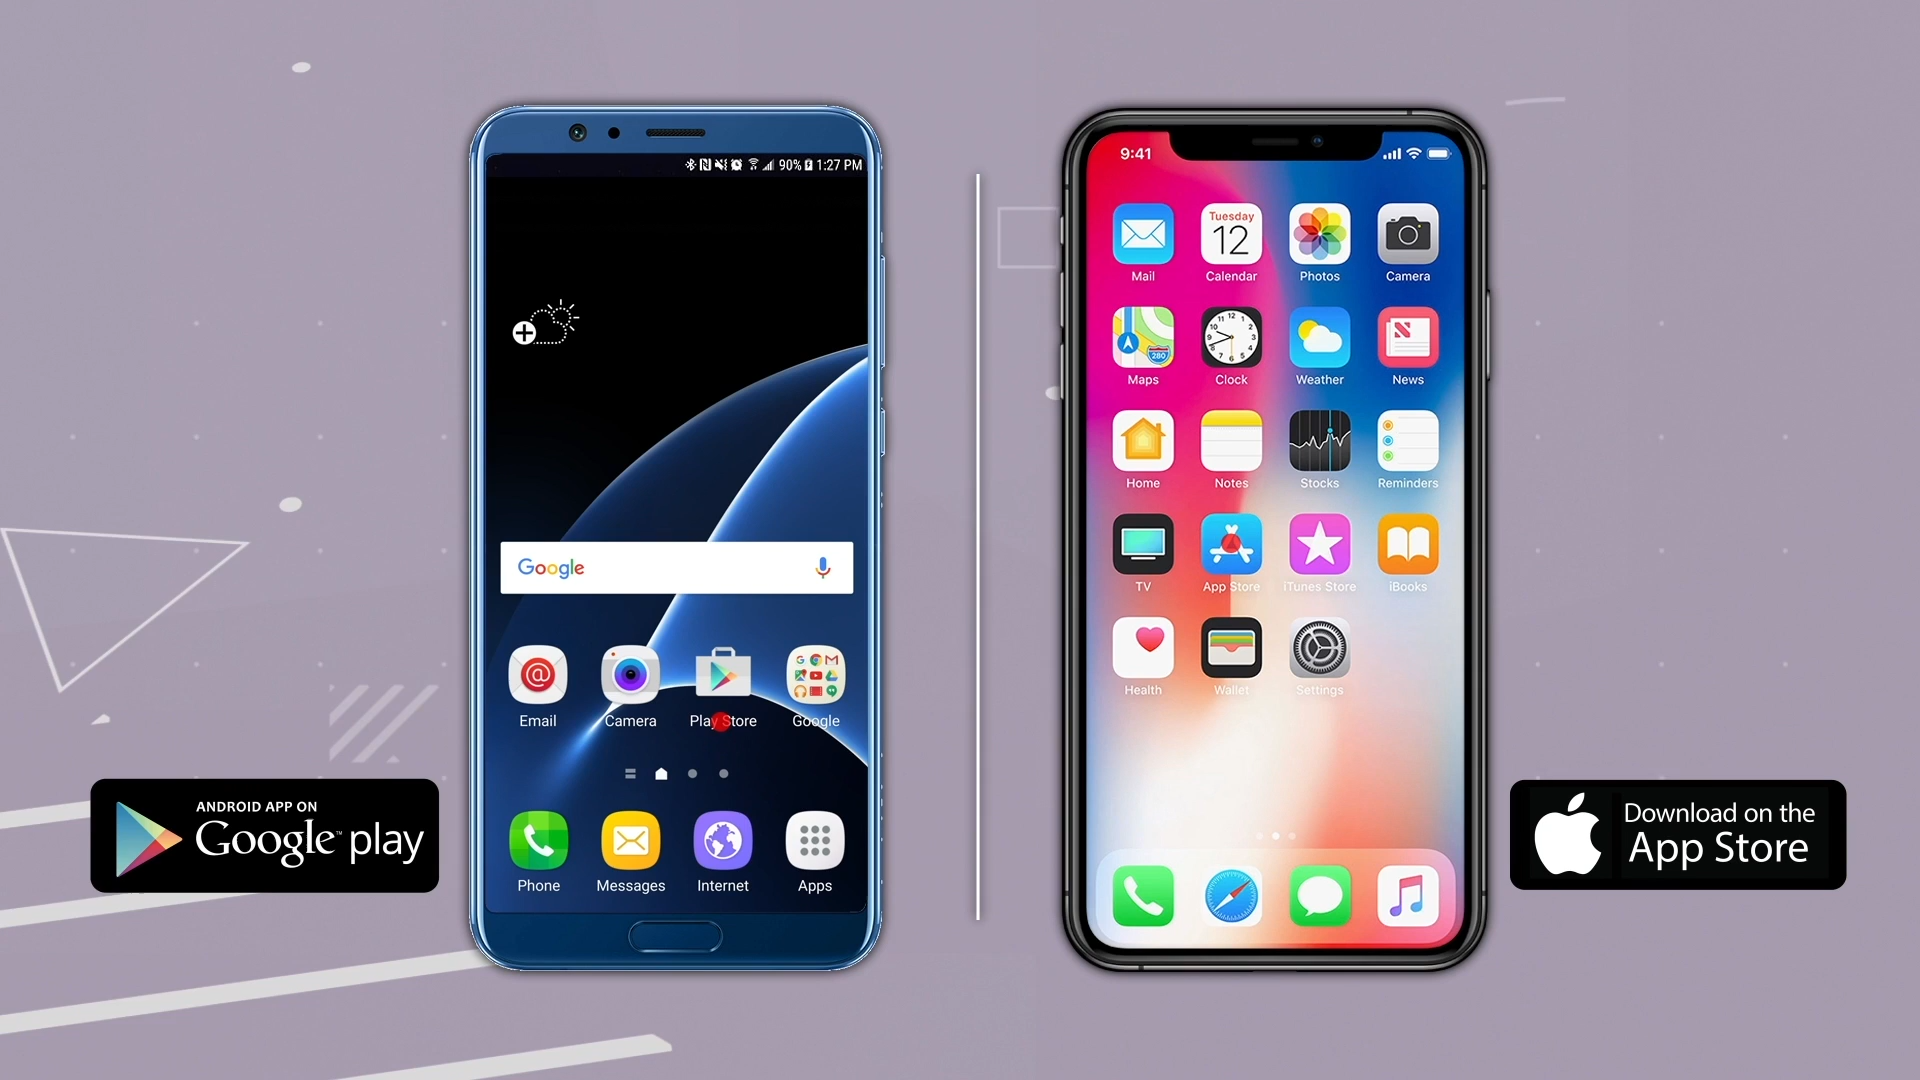 90% 1:27 PM
Google
Email Camera Play Store Google
Phone Messages Internet Apps
ANDROID APP ON
Google™ play
9:41
Tuesday
12
Mail Calendar Photos Camera
280
Maps Clock Weather News
Home Notes Stocks Reminders
TV App Store iTunes Store iBooks
Health Wallet Settings
Download on the
App Store